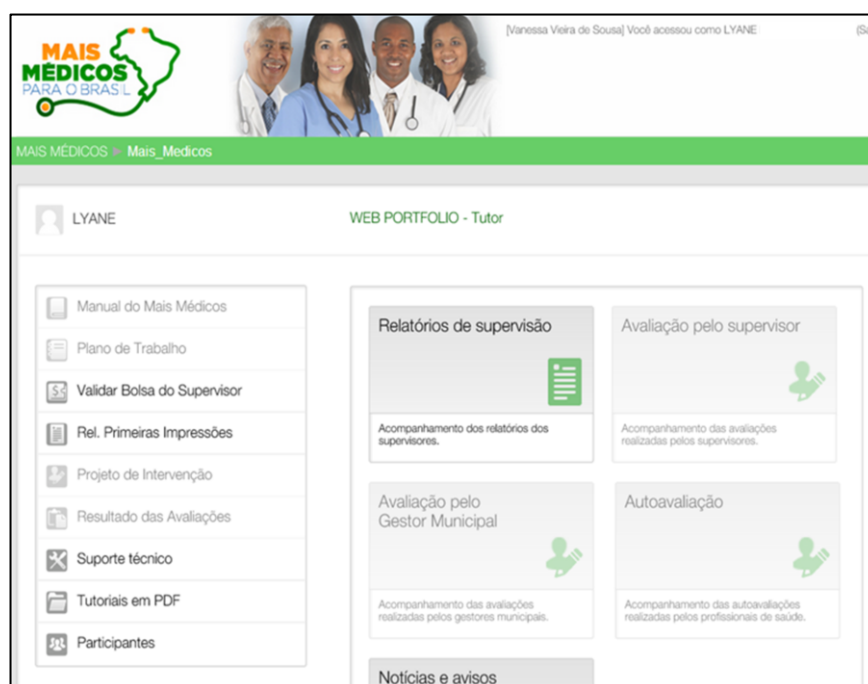 MAIS
MÉDICOS
PARA O BRASIL
[Vanessa Vieira de Sousa] Você acessou como LYANE
(Sa
MAIS MÉDICOS ► Mais_Medicos
LYANE
WEB PORTFOLIO - Tutor
Manual do Mais Médicos
Plano de Trabalho
Validar Bolsa do Supervisor
Rel. Primeiras Impressões
Projeto de Intervenção
Resultado das Avaliações
Suporte técnico
Tutoriais em PDF
Participantes
Relatórios de supervisão
Acompanhamento dos relatórios dos
supervisores.
Avaliação pelo supervisor
Acompanhamento das avaliações
realizadas pelos supervisores.
Avaliação pelo
Gestor Municipal
Acompanhamento das avaliações
realizadas pelos gestores municipais.
Autoavaliação
Acompanhamento das autoavaliações
realizadas pelos profissionais de saúde.
Notícias e avisos